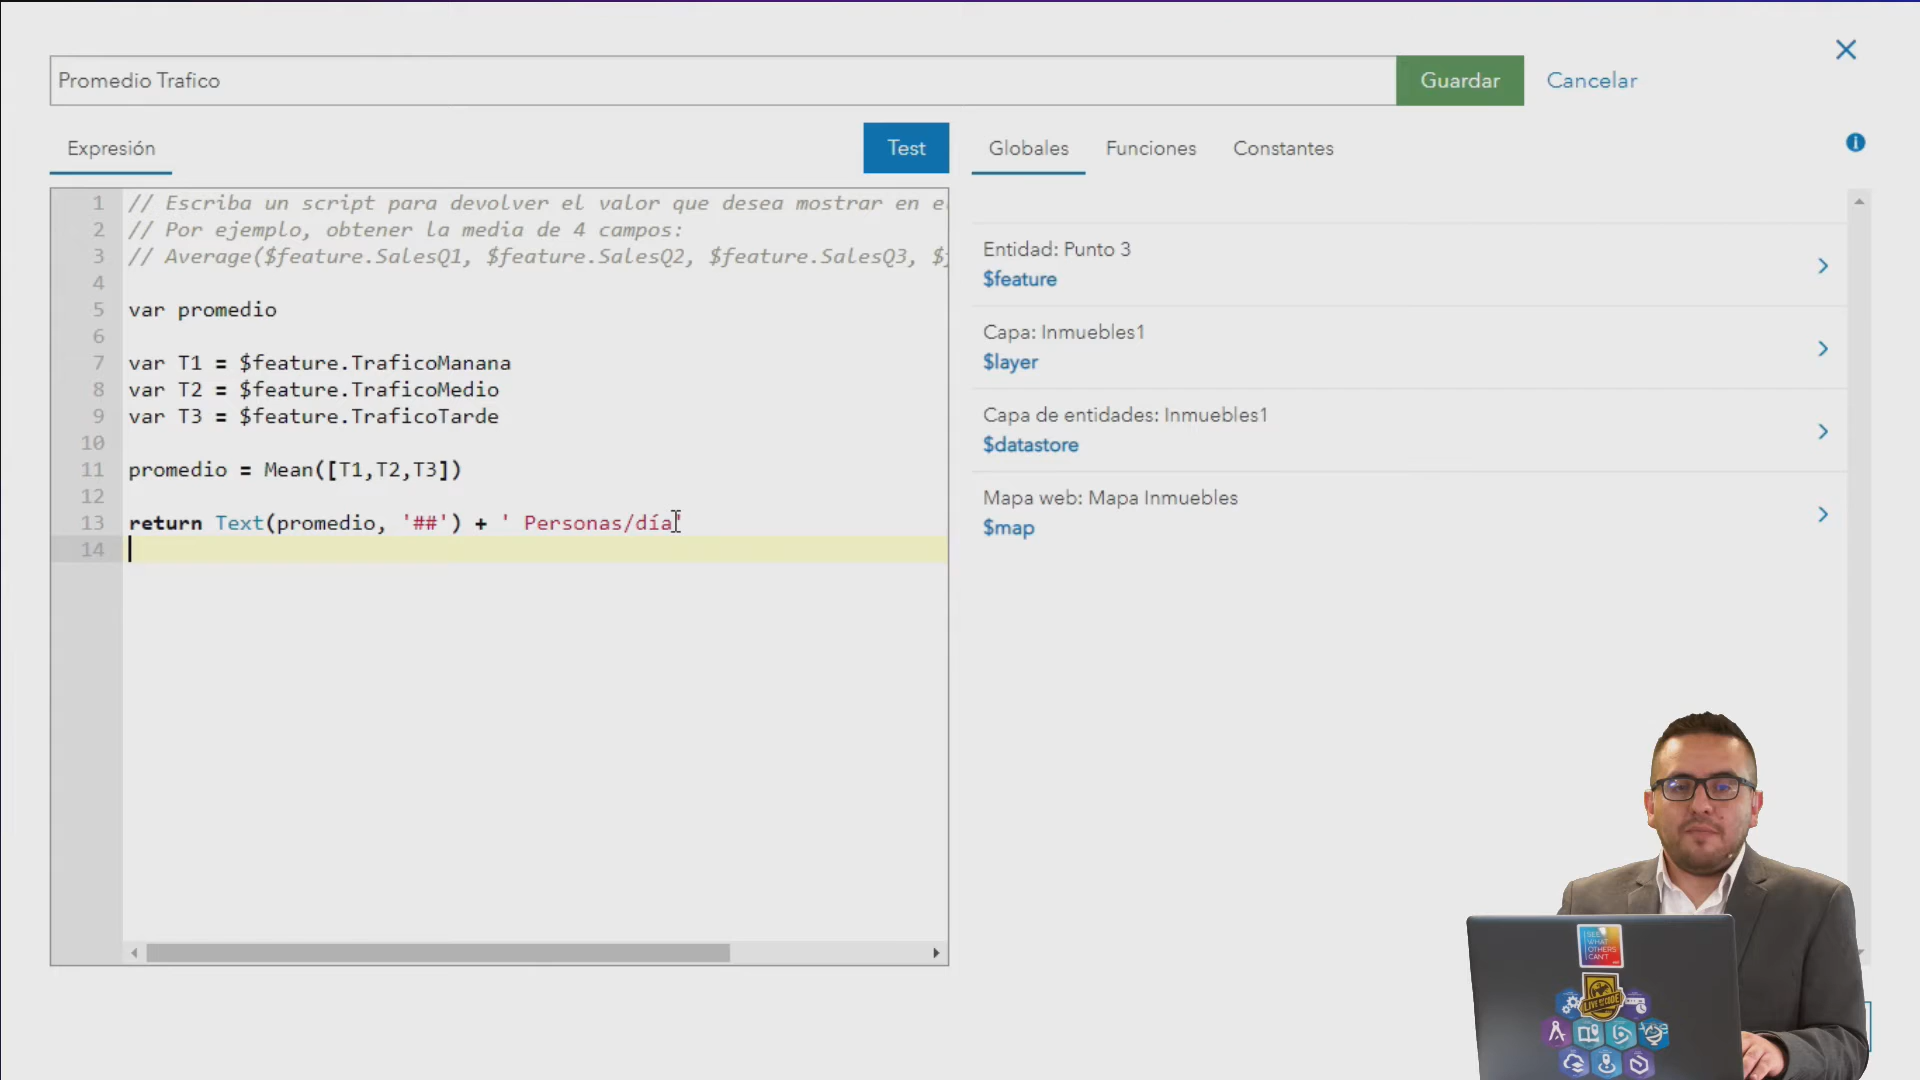 Promedio Trafico
Guardar
Cancelar
Expresión
Test
Globales
Funciones
Constantes
1 // Escriba un script para devolver el valor que desea mostrar en e
2 // Por ejemplo, obtener la media de 4 campos:
3 // Average($feature.SalesQ1, $feature.SalesQ2, $feature.SalesQ3, $
4
5 var promedio
6
7 var T1 = $feature.TraficoManana
8 var T2 = $feature.TraficoMedio
9 var T3 = $feature.TraficoTarde
10
11 promedio = Mean([T1,T2,T3])
12
13 return Text(promedio, '##') + ' Personas/día'
14
Entidad: Punto 3
$feature
Capa: Inmuebles1
$layer
Capa de entidades: Inmuebles1
$datastore
Mapa web: Mapa Inmuebles
$map
SEE
WHAT
OTHERS
CAN'T